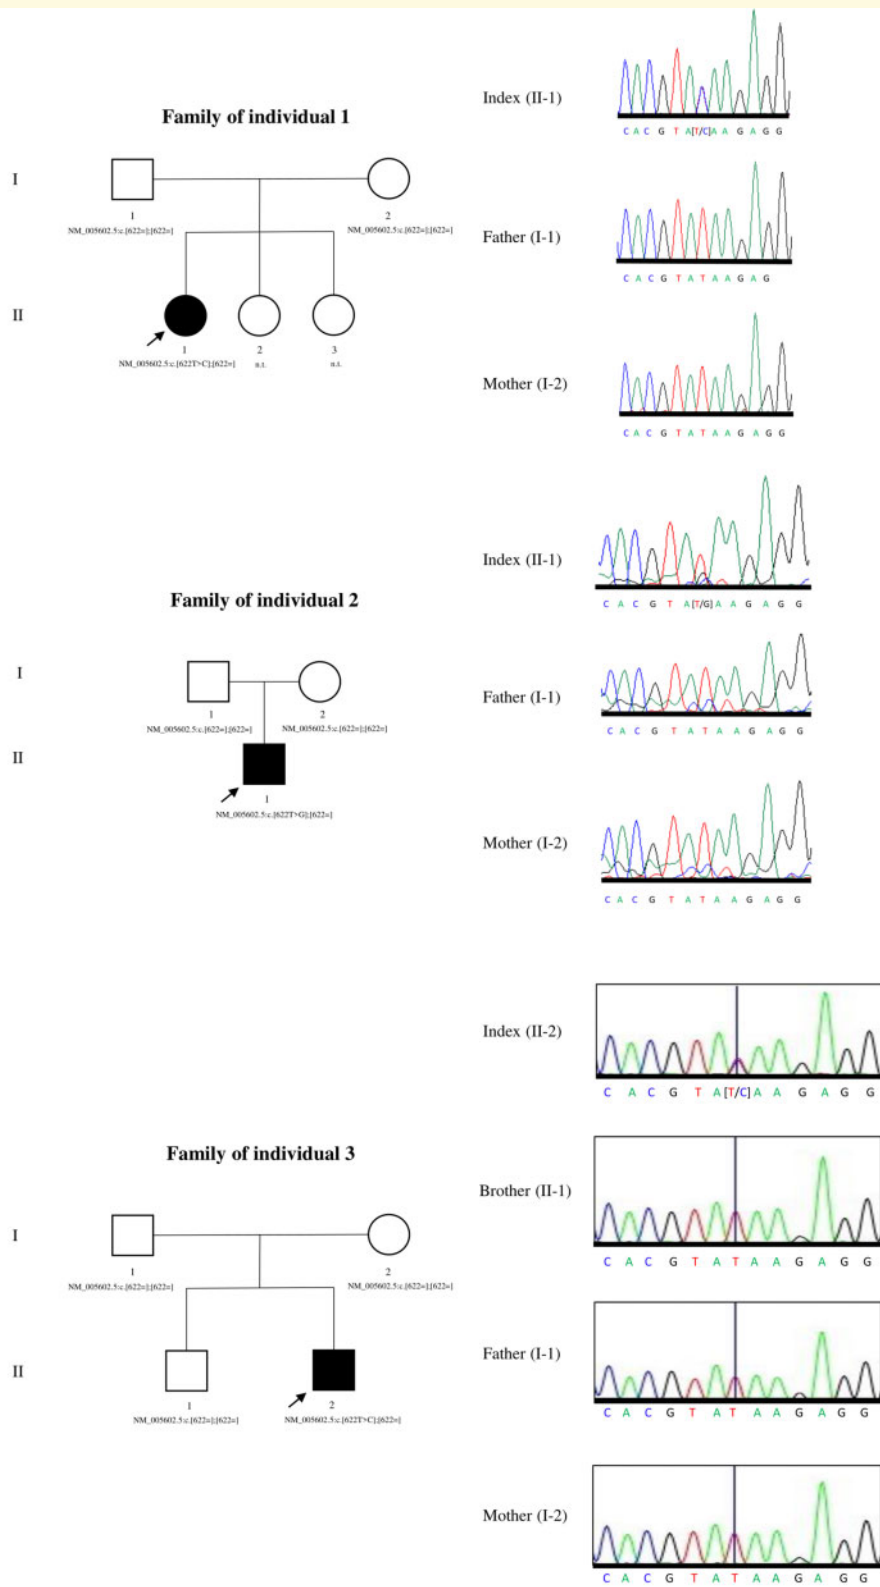 Family of individual 1
I
1
NM_005602.5:c.[622=];[622=]
2
NM_005602.5:c.[622=];[622=]
II
1
NM_005602.5:c.[622T>C];[622=]
2
n.t.
3
n.t.
Index (II-1)
C A C G T A[T/C]A A G A G G
Father (I-1)
C A C G T A T A A G A G
Mother (I-2)
C A C G T A T A A G A G G
Family of individual 2
I
1
NM_005602.5:c.[622=];[622=]
2
NM_005602.5:c.[622=];[622=]
II
1
NM_005602.5:c.[622T>G];[622=]
Index (II-1)
C A C G T A[T/G]A A G A G G
Father (I-1)
C A C G T A T A A G A G G
Mother (I-2)
C A C G T A T A A G A G G
Family of individual 3
I
1
NM_005602.5:c.[622=];[622=]
2
NM_005602.5:c.[622=];[622=]
II
1
NM_005602.5:c.[622=];[622=]
2
NM_005602.5:c.[622T>C];[622=]
Index (II-2)
C A C G T A[T/C]A A G A G G
Brother (II-1)
C A C G T A T A A G A G G
Father (I-1)
C A C G T A T A A G A G G
Mother (I-2)
C A C G T A T A A G A G G